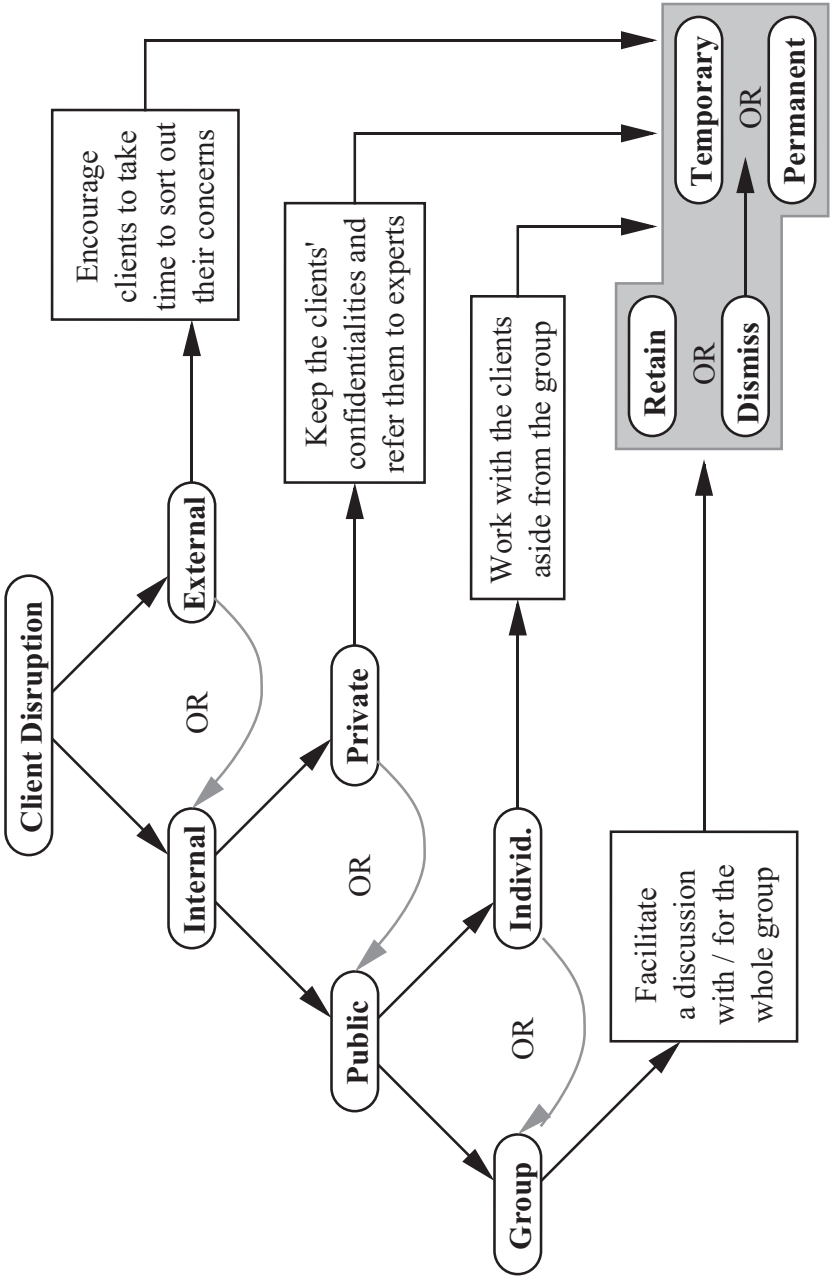 Client Disruption
Internal
OR
External
Encourage
clients to take
time to sort out
their concerns
Public
OR
Private
Keep the clients'
confidentialities and
refer them to experts
Group
OR
Individ.
Work with the clients
aside from the group
Facilitate
a discussion
with / for the
whole group
Retain
OR
Dismiss
Temporary
OR
Permanent